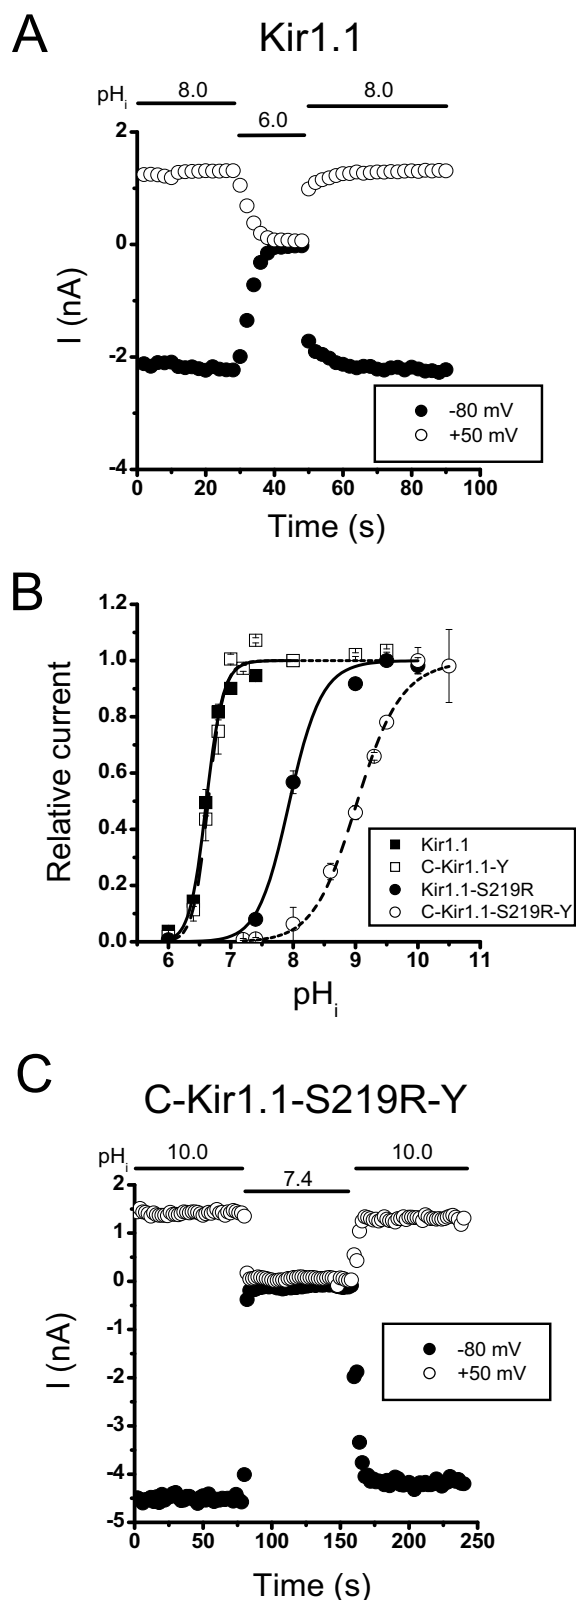 A
Kir1.1
pHi
8.0
8.0
6.0
2
0
-2
-4
I (nA)
-80 mV
+50 mV
0 20 40 60 80 100
Time (s)
B
1.2
1.0
0.8
0.6
0.4
0.2
0.0
Relative current
Kir1.1
C-Kir1.1-Y
Kir1.1-S219R
C-Kir1.1-S219R-Y
6 7 8 9 10 11
pHi
C
C-Kir1.1-S219R-Y
pHi
10.0
10.0
7.4
2
1
0
-1
-2
-3
-4
-5
I (nA)
-80 mV
+50 mV
0 50 100 150 200 250
Time (s)